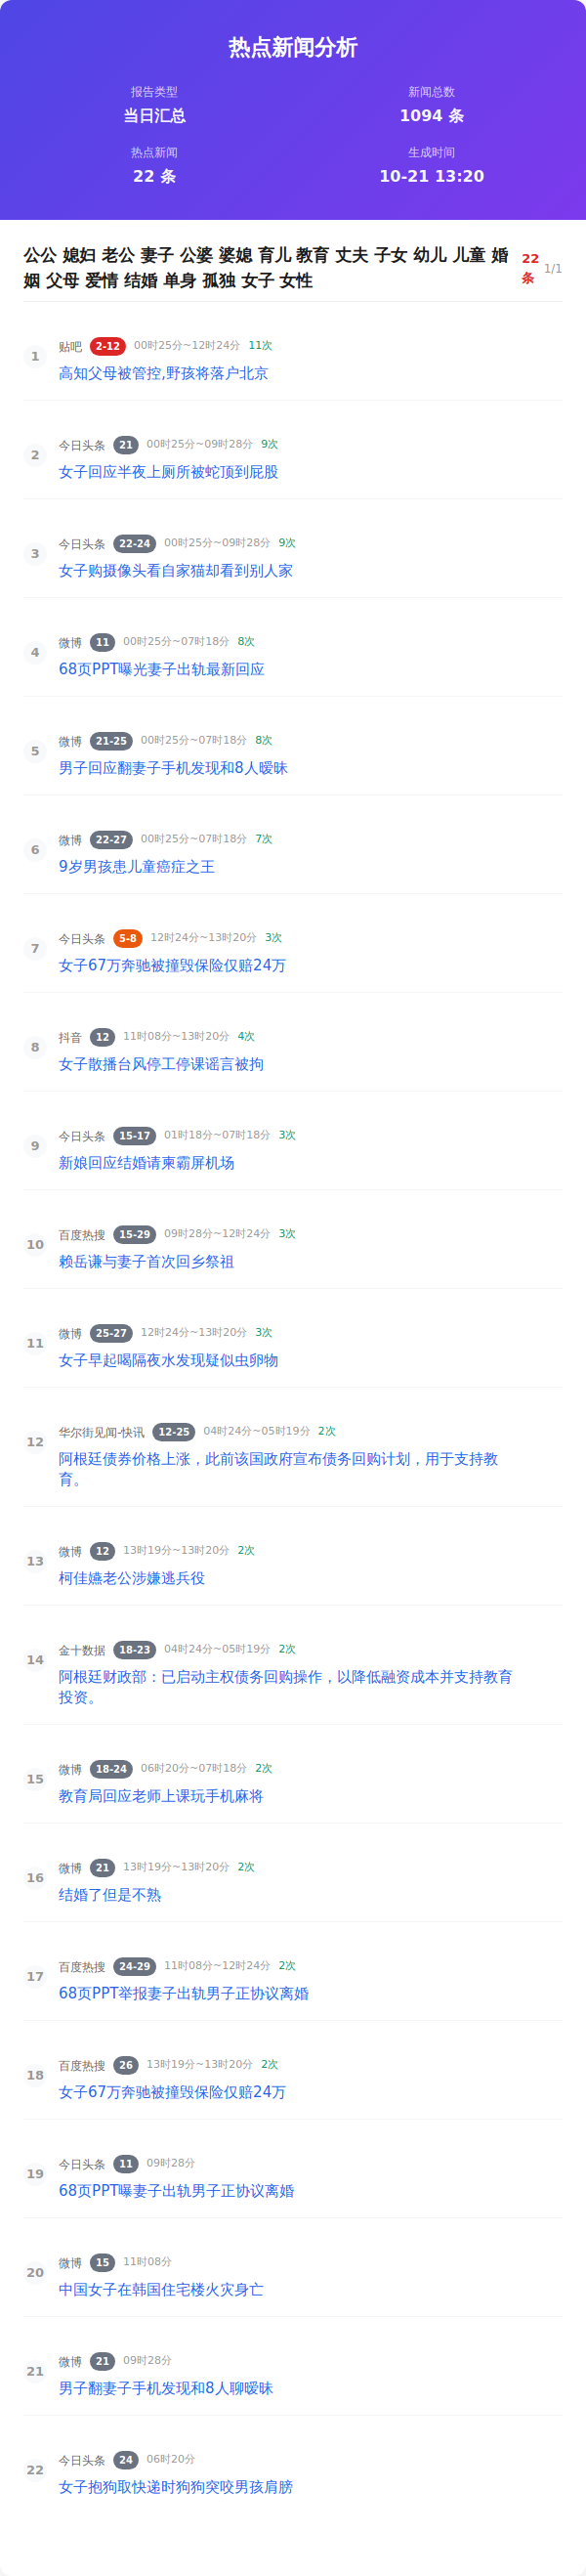 热点新闻分析
报告类型
新闻总数
当日汇总
1094 条
热点新闻
生成时间
22 条
10-21 13:20
公公 媳妇 老公 妻子 公婆 婆媳 育儿 教育 丈夫 子女 幼儿 儿童 婚
姻 父母 爱情 结婚 单身 孤独 女子 女性
22
条
1/1
1
贴吧 2-12 00时25分~12时24分 11次
高知父母被管控,野孩将落户北京
2
今日头条 21 00时25分~09时28分 9次
女子回应半夜上厕所被蛇顶到屁股
3
今日头条 22-24 00时25分~09时28分 9次
女子购摄像头看自家猫却看到别人家
4
微博 11 00时25分~07时18分 8次
68页PPT曝光妻子出轨最新回应
5
微博 21-25 00时25分~07时18分 8次
男子回应翻妻子手机发现和8人暧昧
6
微博 22-27 00时25分~07时18分 7次
9岁男孩患儿童癌症之王
7
今日头条 5-8 12时24分~13时20分 3次
女子67万奔驰被撞毁保险仅赔24万
8
抖音 12 11时08分~13时20分 4次
女子散播台风停工停课谣言被拘
9
今日头条 15-17 01时18分~07时18分 3次
新娘回应结婚请柬霸屏机场
10
百度热搜 15-29 09时28分~12时24分 3次
赖岳谦与妻子首次回乡祭祖
11
微博 25-27 12时24分~13时20分 3次
女子早起喝隔夜水发现疑似虫卵物
12
华尔街见闻-快讯 12-25 04时24分~05时19分 2次
阿根廷债券价格上涨，此前该国政府宣布债务回购计划，用于支持教
育。
13
微博 12 13时19分~13时20分 2次
柯佳嬿老公涉嫌逃兵役
14
金十数据 18-23 04时24分~05时19分 2次
阿根廷财政部：已启动主权债务回购操作，以降低融资成本并支持教育
投资。
15
微博 18-24 06时20分~07时18分 2次
教育局回应老师上课玩手机麻将
16
微博 21 13时19分~13时20分 2次
结婚了但是不熟
17
百度热搜 24-29 11时08分~12时24分 2次
68页PPT举报妻子出轨男子正协议离婚
18
百度热搜 26 13时19分~13时20分 2次
女子67万奔驰被撞毁保险仅赔24万
19
今日头条 11 09时28分
68页PPT曝妻子出轨男子正协议离婚
20
微博 15 11时08分
中国女子在韩国住宅楼火灾身亡
21
微博 21 09时28分
男子翻妻子手机发现和8人聊暧昧
22
今日头条 24 06时20分
女子抱狗取快递时狗狗突咬男孩肩膀